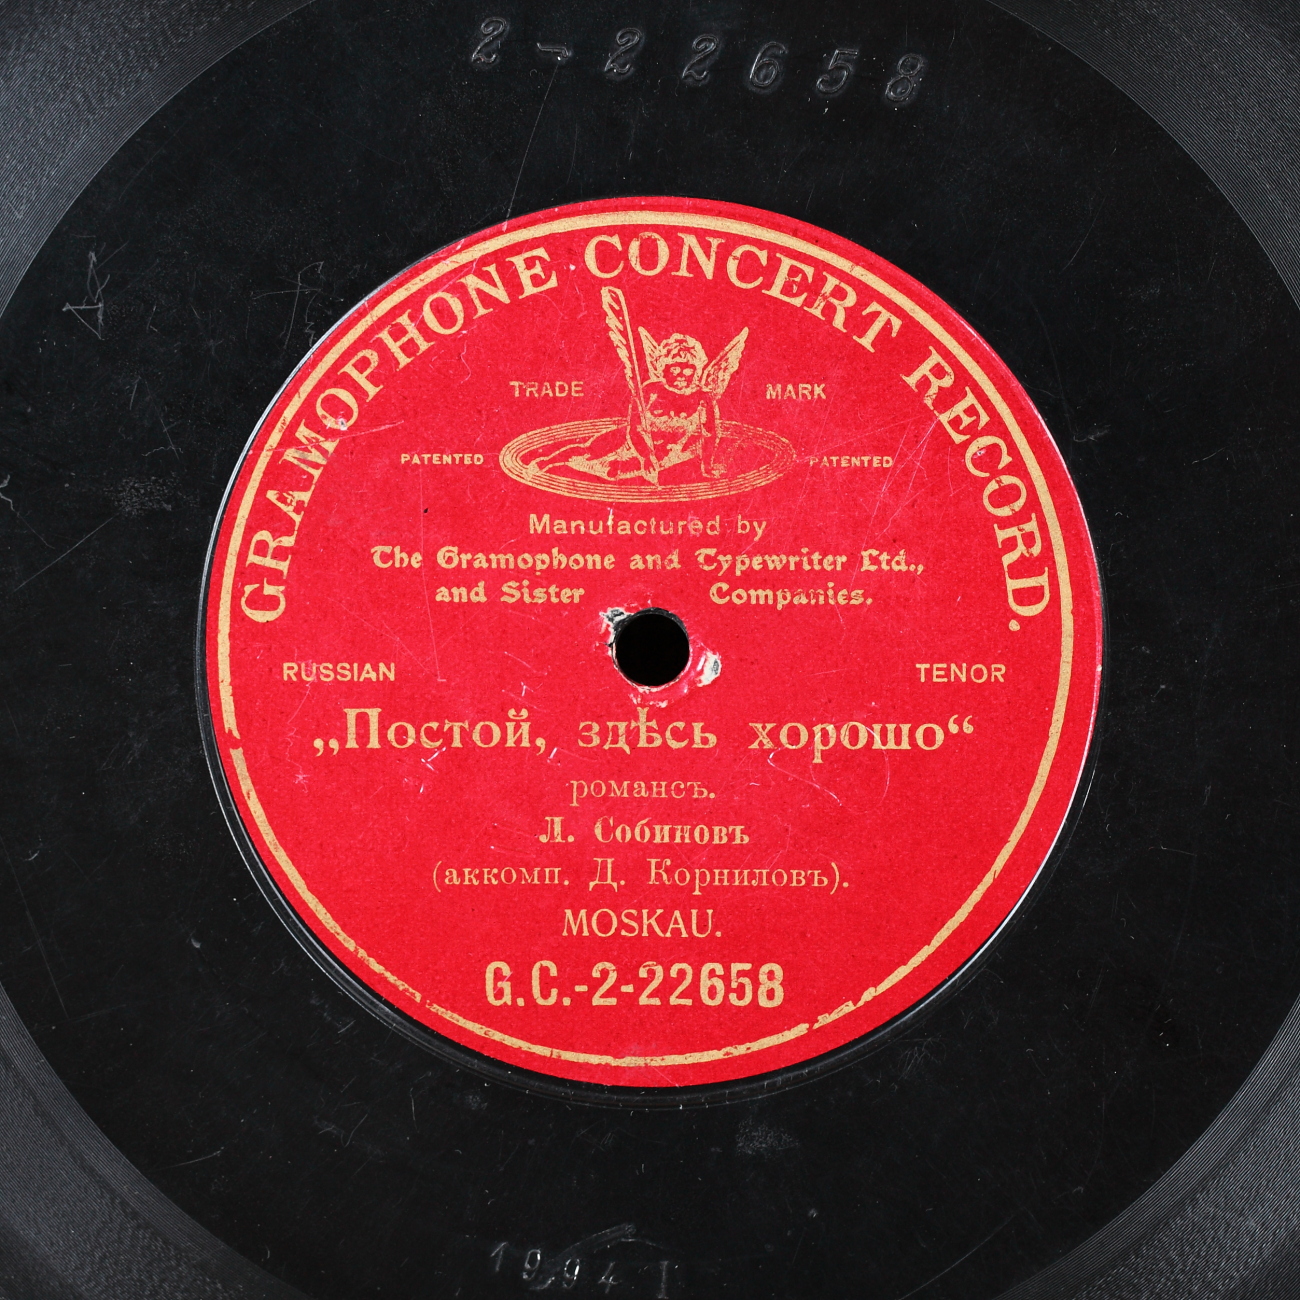 2-22658
GRAMOPHONE CONCERT RECORD.
TRADE MARK
PATENTED PATENTED
Manufactured by
The Gramophone and Typewriter Ltd.,
and Sister Companies.
RUSSIAN TENOR
„Постой, здѣсь хорошо“
романсъ.
Л. Собиновъ
(аккомп. Д. Корниловъ).
MOSKAU.
G.C.-2-22658